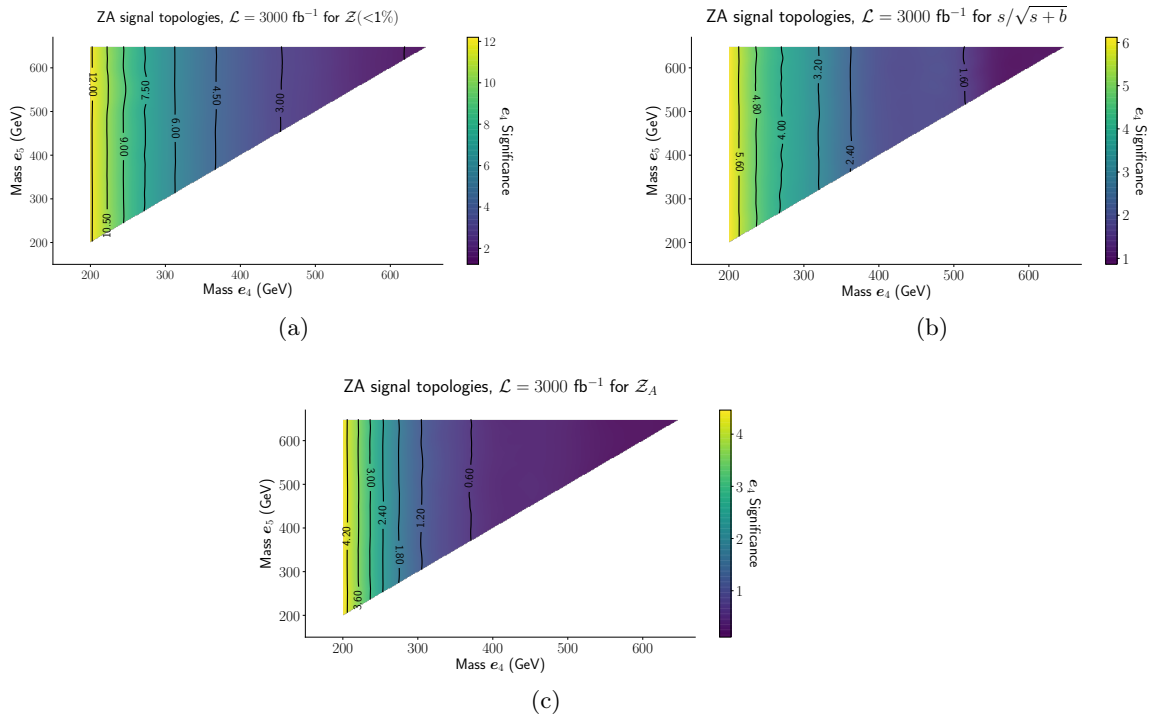 ZA signal topologies, ℒ = 3000 fb⁻¹ for 𝒵(<1%)
12.00
10.50
9.00
7.50
6.00
4.50
3.00
600
500
400
300
200
Mass e₅ (GeV)
200 300 400 500 600
Mass e₄ (GeV)
12
10
8
6
4
2
e₄ Significance
(a)
ZA signal topologies, ℒ = 3000 fb⁻¹ for s/√(s + b)
5.60
4.80
4.00
3.20
2.40
1.60
600
500
400
300
200
Mass e₅ (GeV)
200 300 400 500 600
Mass e₄ (GeV)
6
5
4
3
2
1
e₄ Significance
(b)
ZA signal topologies, ℒ = 3000 fb⁻¹ for 𝒵_A
4.20
3.60
3.00
2.40
1.80
1.20
0.60
600
500
400
300
200
Mass e₅ (GeV)
200 300 400 500 600
Mass e₄ (GeV)
4
3
2
1
e₄ Significance
(c)